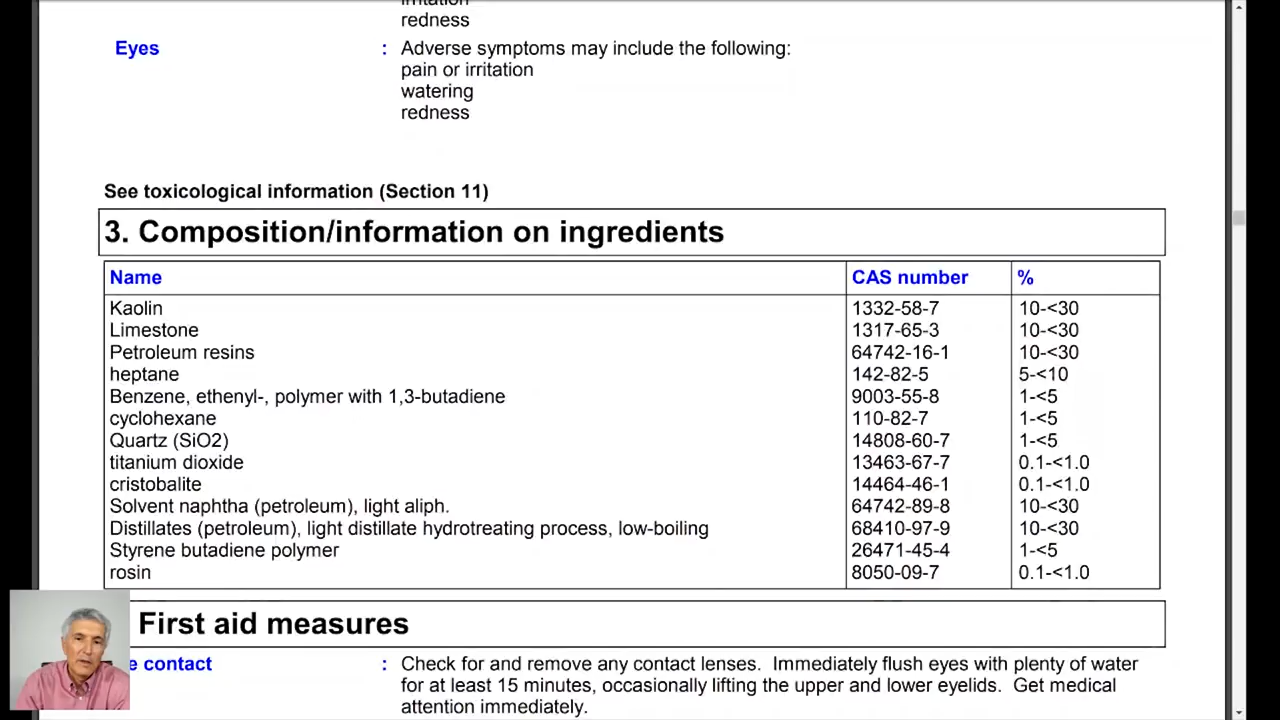 irritation
redness
Eyes : Adverse symptoms may include the following:
pain or irritation
watering
redness
See toxicological information (Section 11)
3. Composition/information on ingredients
Name CAS number %
Kaolin 1332-58-7 10-<30
Limestone 1317-65-3 10-<30
Petroleum resins 64742-16-1 10-<30
heptane 142-82-5 5-<10
Benzene, ethenyl-, polymer with 1,3-butadiene 9003-55-8 1-<5
cyclohexane 110-82-7 1-<5
Quartz (SiO2) 14808-60-7 1-<5
titanium dioxide 13463-67-7 0.1-<1.0
cristobalite 14464-46-1 0.1-<1.0
Solvent naphtha (petroleum), light aliph. 64742-89-8 10-<30
Distillates (petroleum), light distillate hydrotreating process, low-boiling 68410-97-9 10-<30
Styrene butadiene polymer 26471-45-4 1-<5
rosin 8050-09-7 0.1-<1.0
First aid measures
e contact : Check for and remove any contact lenses. Immediately flush eyes with plenty of water
for at least 15 minutes, occasionally lifting the upper and lower eyelids. Get medical
attention immediately.